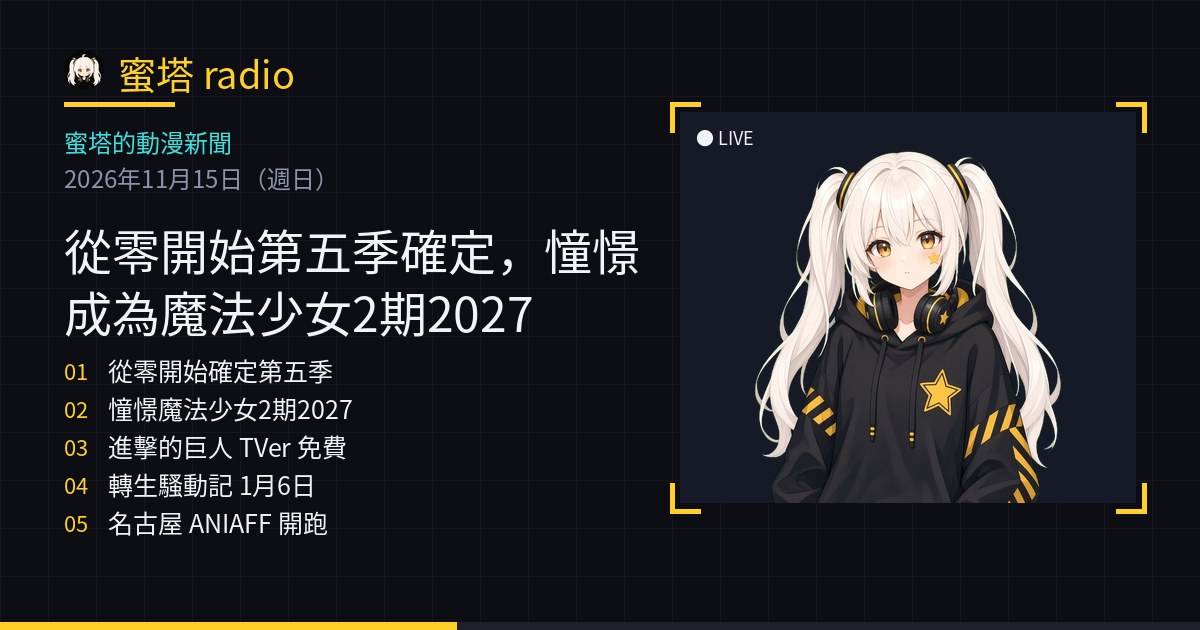 蜜塔 radio
蜜塔的動漫新聞
2026年11月15日（週日）
從零開始第五季確定，憧憬
成為魔法少女2期2027
01 從零開始確定第五季
02 憧憬魔法少女2期2027
03 進擊的巨人 TVer 免費
04 轉生騷動記 1月6日
05 名古屋 ANIAFF 開跑
LIVE